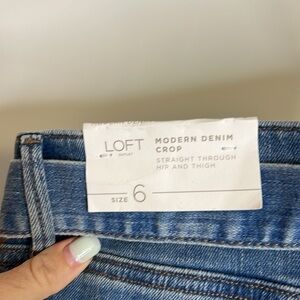 LOFT
OUTLET
MODERN DENIM
CROP
STRAIGHT THROUGH
HIP AND THIGH
SIZE 6